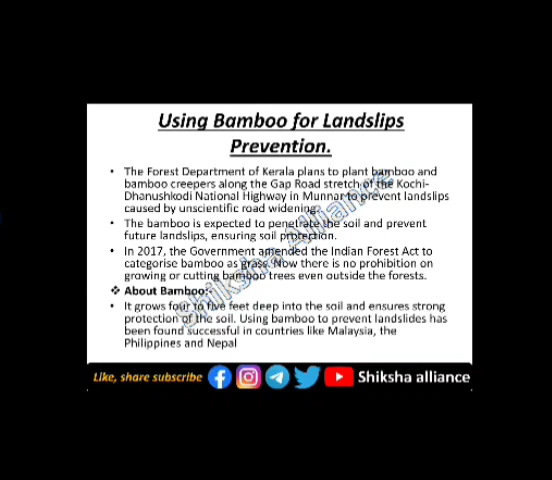 Using Bamboo for Landslips
Prevention.
• The Forest Department of Kerala plans to plant bamboo and
bamboo creepers along the Gap Road stretch of the Kochi-
Dhanushkodi National Highway in Munnar to prevent landslips
caused by unscientific road widening.
• The bamboo is expected to penetrate the soil and prevent
future landslips, ensuring soil protection.
• In 2017, the Government amended the Indian Forest Act to
categorise bamboo as grass. Now there is no prohibition on
growing or cutting bamboo trees even outside the forests.
❖ About Bamboo:-
• It grows four to five feet deep into the soil and ensures strong
protection of the soil. Using bamboo to prevent landslides has
been found successful in countries like Malaysia, the
Philippines and Nepal
Shiksha Alliance
Like, share subscribe Shiksha alliance